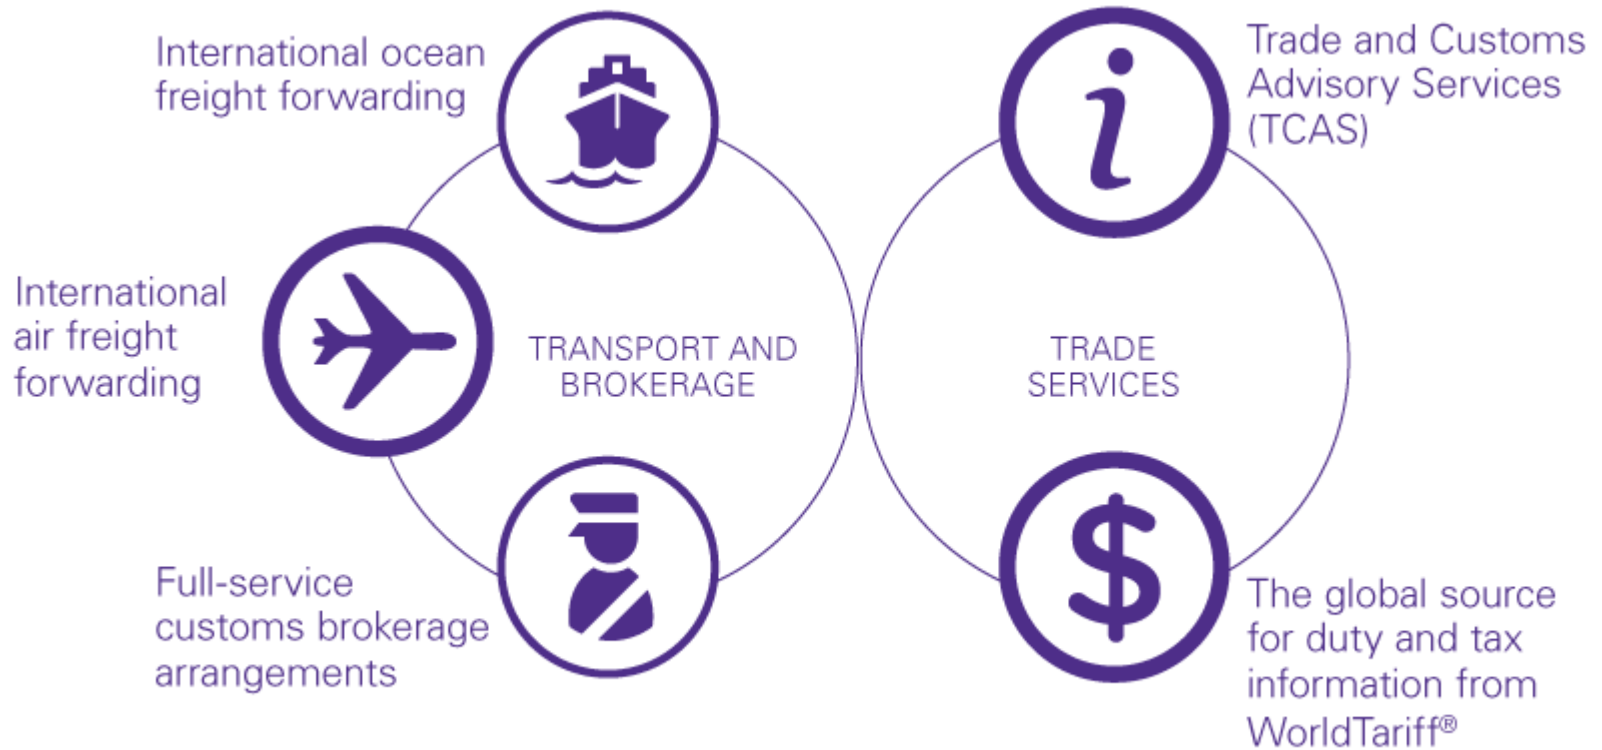 International ocean
freight forwarding
International
air freight
forwarding
Full-service
customs brokerage
arrangements
TRANSPORT AND
BROKERAGE
TRADE
SERVICES
Trade and Customs
Advisory Services
(TCAS)
The global source
for duty and tax
information from
WorldTariff®